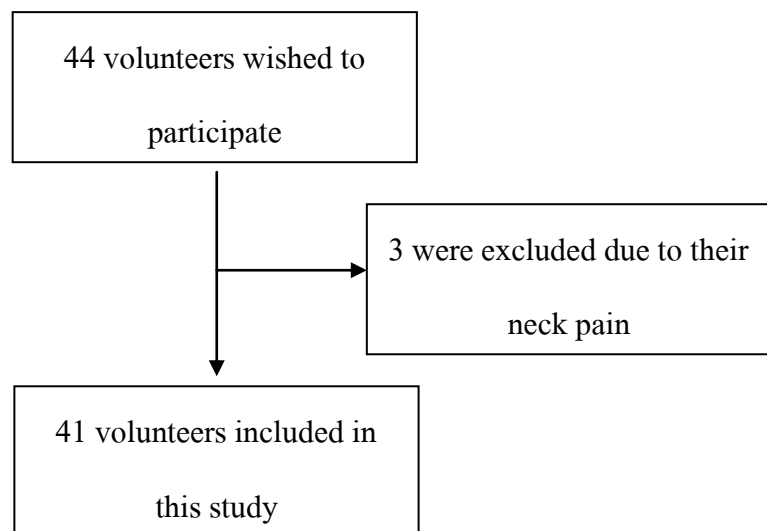 44 volunteers wished to
participate
3 were excluded due to their
neck pain
41 volunteers included in
this study